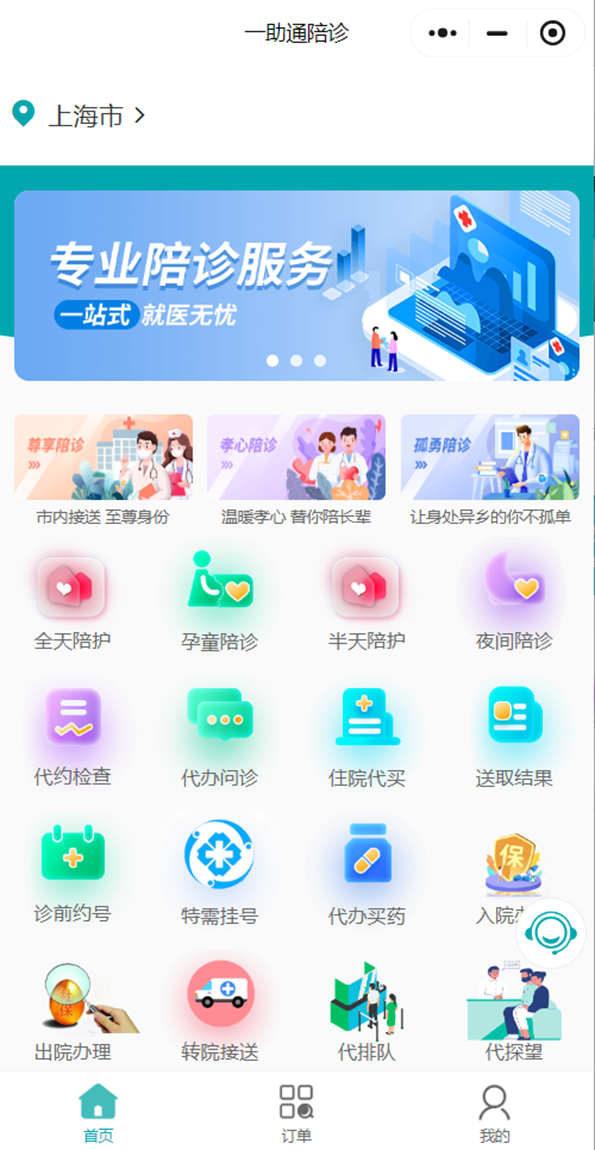 一助通陪诊
上海市
专业陪诊服务
一站式 就医无忧
尊享陪诊
孝心陪诊
孤勇陪诊
市内接送 至尊身份
温暖孝心 替你陪长辈
让身处异乡的你不孤单
全天陪护
孕童陪诊
半天陪护
夜间陪诊
代约检查
代办问诊
住院代买
送取结果
保
诊前约号
特需挂号
代办买药
入院
社保
出院办理
转院接送
代排队
代探望
首页
订单
我的